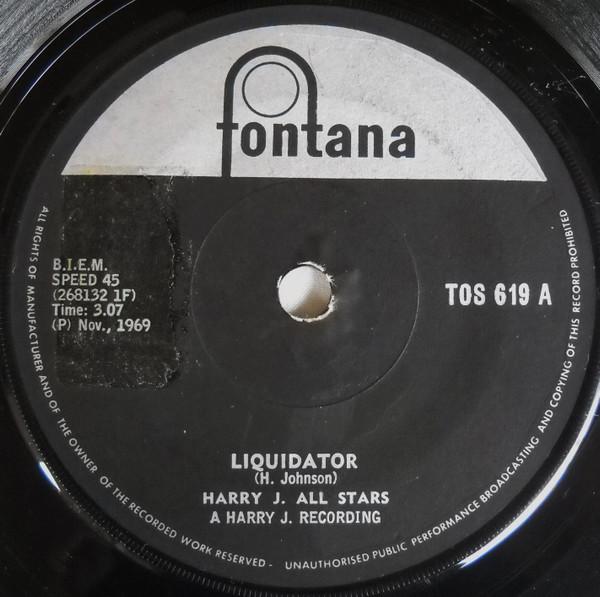 fontana
B.I.E.M.
SPEED 45
(268132 1F)
Time: 3.07
(P) Nov., 1969
TOS 619 A
LIQUIDATOR
(H. Johnson)
HARRY J. ALL STARS
A HARRY J. RECORDING
ALL RIGHTS OF MANUFACTURER AND OF THE OWNER OF THE RECORDED WORK RESERVED - UNAUTHORISED PUBLIC PERFORMANCE BROADCASTING AND COPYING OF THIS RECORD PROHIBITED